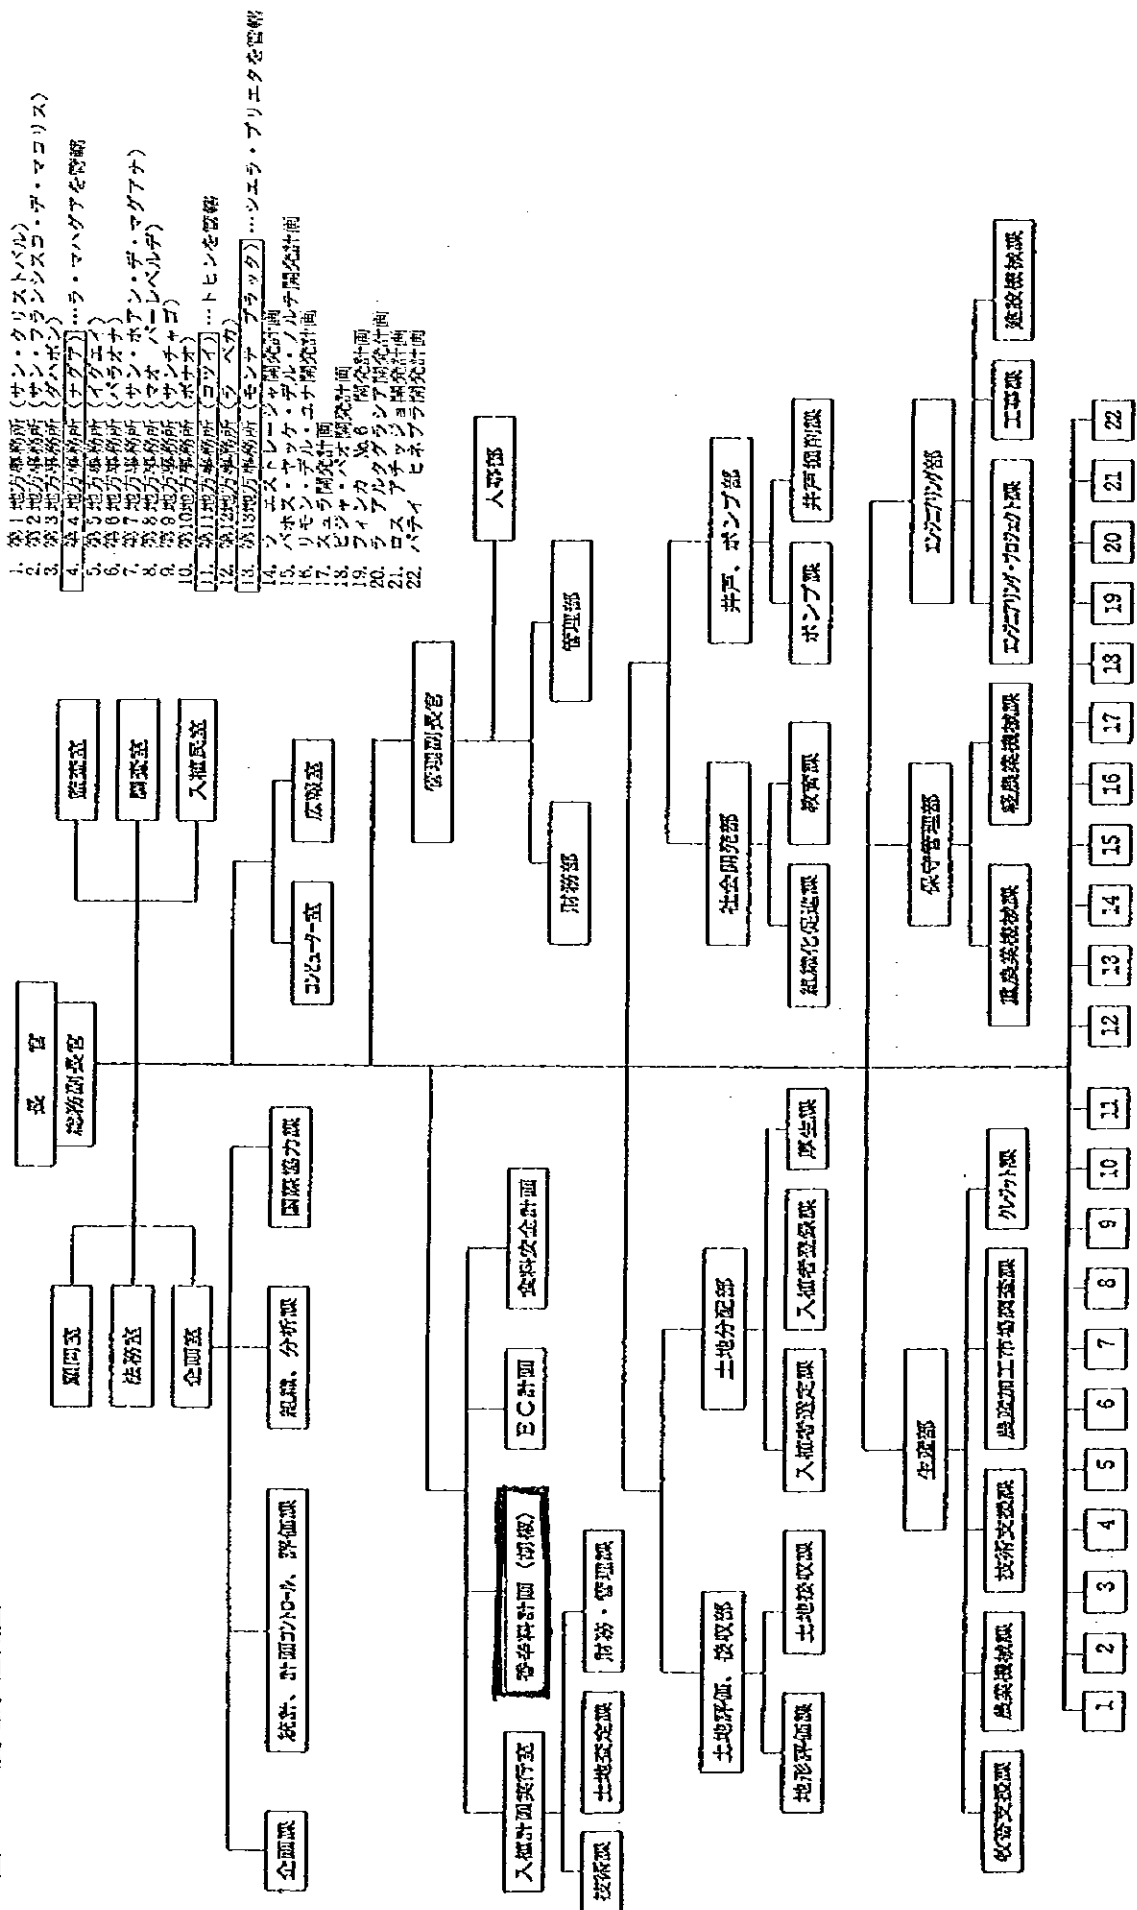 長官
総務副長官
顧問室
法務室
企画室
監査室
調査室
入植民室
企画課
統計、計画コントロール、評価課
組織、分析課
国際協力課
コンピューター室
広報室
管理副長官
人事部
財務部
管理部
入植計画実行室
香辛料計画(胡椒)
EC計画
食料安全計画
技術課
土地査定課
財務・管理課
土地評価、接収部
土地分配部
社会開発部
井戸、ポンプ部
地形評価課
土地接収課
入植者選定課
入植者登録課
厚生課
組織化促進課
教育課
ポンプ課
井戸掘削課
生産部
保守管理部
エンジニアリング部
牧畜支援課
農業機械課
技術支援課
農産加工市場調査課
クレジット課
重農業機械課
軽農業機械課
エンジニアリング・プロジェクト課
工事課
建設機械課
1 2 3 4 5 6 7 8 9 10 11 12 13 14 15 16 17 18 19 20 21 22
1. 第1地方事務所(サン・クリストバル)
2. 第2地方事務所(サン・フランシスコ・デ・マコリス)
3. 第3地方事務所(ダハボン)
4. 第4地方事務所(ナグア)…ラ・マハグアを管轄
5. 第5地方事務所(イグエイ)
6. 第6地方事務所(バラオナ)
7. 第7地方事務所(サン・ホアン・デ・マグアナ)
8. 第8地方事務所(マオ バーレベルデ)
9. 第9地方事務所(サンチャゴ)
10. 第10地方事務所(ボナオ)
11. 第11地方事務所(コツイ)…トヒンを管轄
12. 第12地方事務所(ラ ベカ)
13. 第13地方事務所(モンテ プラック)…シエラ・プリエタを管轄
14. ソ エストレージャ開発計画
15. バホス・ヤッケ・デル・ノルテ開発計画
16. リモン・デル・ユナ開発計画
17. スュラ開発計画
18. ビジャ・バオ開発計画
19. フィンカ No.6 開発計画
20. ラ アルタグラシア開発計画
21. ロス アチッジョ開発計画
22. バティ ヒネブラ開発計画